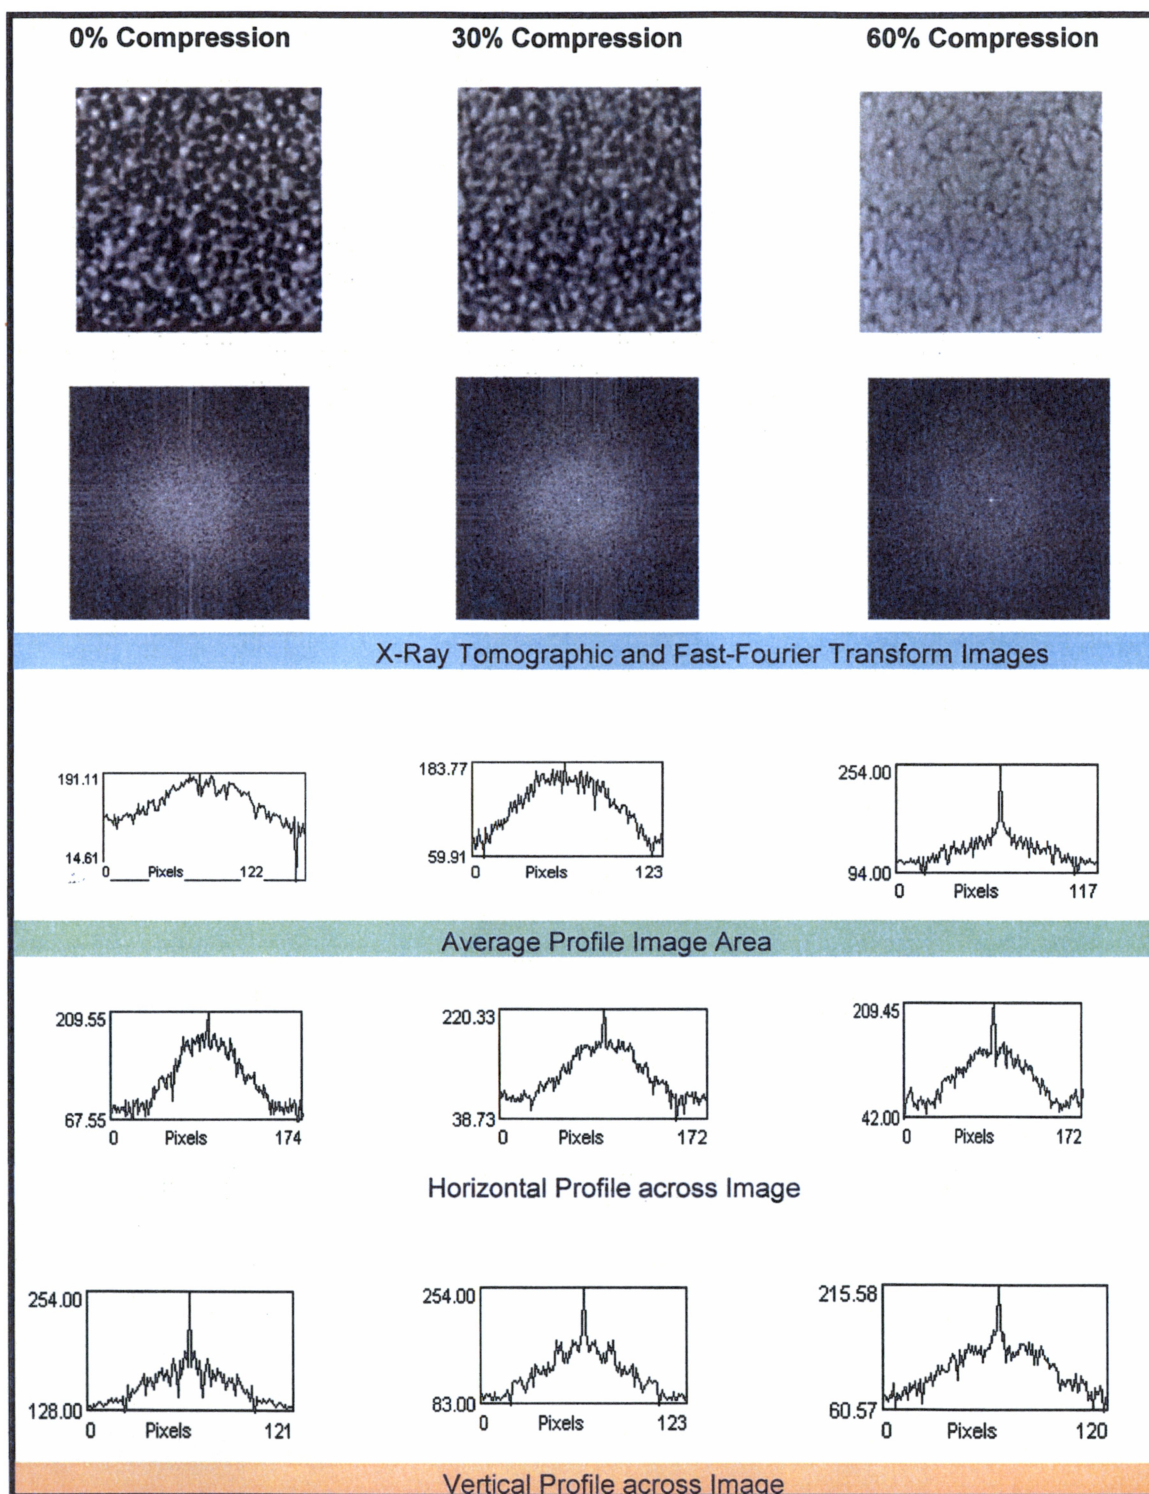 0% Compression 30% Compression 60% Compression
X-Ray Tomographic and Fast-Fourier Transform Images
191.11 183.77 254.00
14.61 59.91 94.00
0 Pixels 122 0 Pixels 123 0 Pixels 117
Average Profile Image Area
209.55 220.33 209.45
67.55 38.73 42.00
0 Pixels 174 0 Pixels 172 0 Pixels 172
Horizontal Profile across Image
254.00 254.00 215.58
128.00 83.00 60.57
0 Pixels 121 0 Pixels 123 0 Pixels 120
Vertical Profile across Image